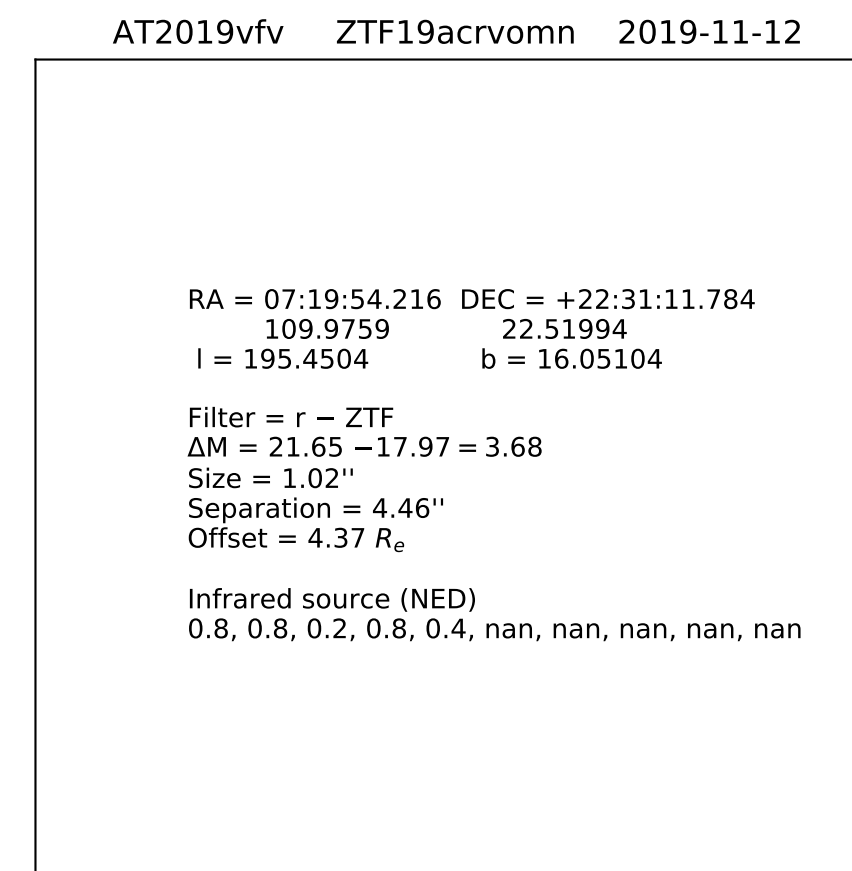 AT2019vfv ZTF19acrvomn 2019-11-12
RA = 07:19:54.216 DEC = +22:31:11.784
109.9759 22.51994
l = 195.4504 b = 16.05104
Filter = r − ZTF
ΔM = 21.65 −17.97 = 3.68
Size = 1.02''
Separation = 4.46''
Offset = 4.37 Re
Infrared source (NED)
0.8, 0.8, 0.2, 0.8, 0.4, nan, nan, nan, nan, nan